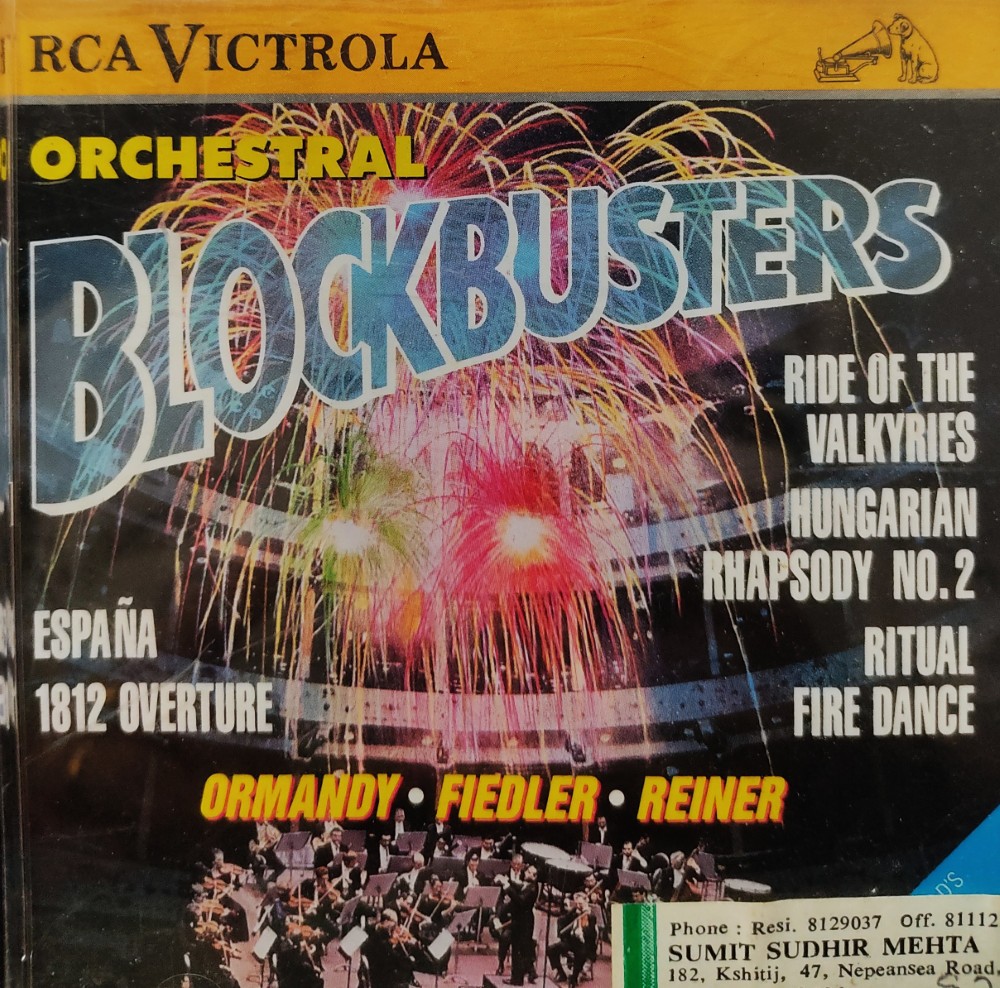 RCA VICTROLA
ORCHESTRAL
BLOCKBUSTERS
RIDE OF THE
VALKYRIES
HUNGARIAN
RHAPSODY NO. 2
ESPAÑA
1812 OVERTURE
RITUAL
FIRE DANCE
ORMANDY • FIEDLER • REINER
D'S
Phone : Resi. 8129037 Off. 81112
SUMIT SUDHIR MEHTA
182, Kshitij, 47, Nepeansea Road,